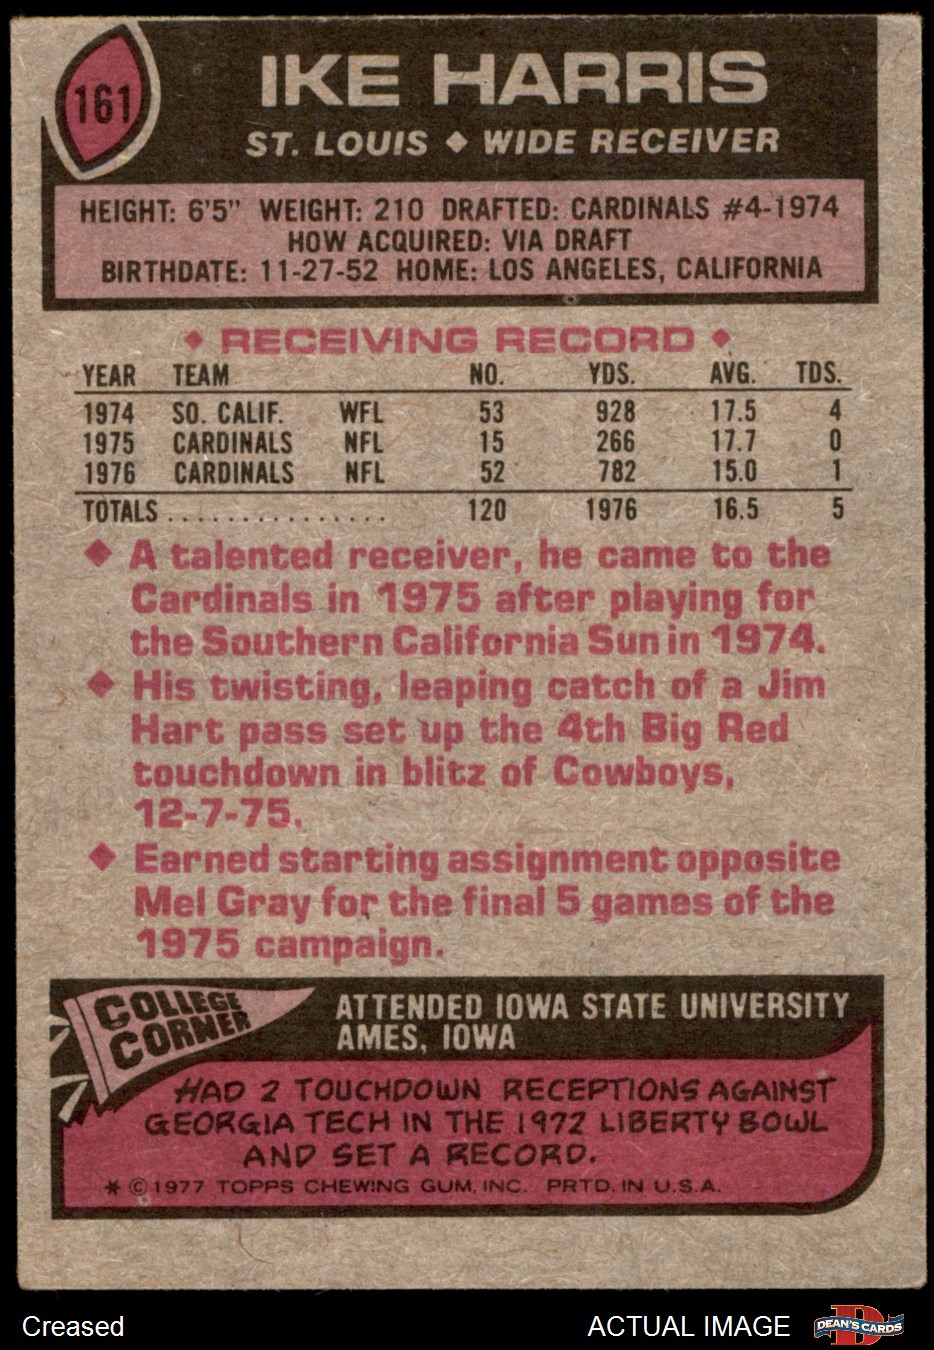 161
IKE HARRIS
ST. LOUIS ◆ WIDE RECEIVER
HEIGHT: 6'5" WEIGHT: 210 DRAFTED: CARDINALS #4-1974
HOW ACQUIRED: VIA DRAFT
BIRTHDATE: 11-27-52 HOME: LOS ANGELES, CALIFORNIA
◆ RECEIVING RECORD ◆
YEAR TEAM NO. YDS. AVG. TDS.
1974 SO. CALIF. WFL 53 928 17.5 4
1975 CARDINALS NFL 15 266 17.7 0
1976 CARDINALS NFL 52 782 15.0 1
TOTALS ............... 120 1976 16.5 5
◆ A talented receiver, he came to the
Cardinals in 1975 after playing for
the Southern California Sun in 1974.
◆ His twisting, leaping catch of a Jim
Hart pass set up the 4th Big Red
touchdown in blitz of Cowboys,
12-7-75.
◆ Earned starting assignment opposite
Mel Gray for the final 5 games of the
1975 campaign.
COLLEGE
CORNER
ATTENDED IOWA STATE UNIVERSITY
AMES, IOWA
HAD 2 TOUCHDOWN RECEPTIONS AGAINST
GEORGIA TECH IN THE 1972 LIBERTY BOWL
AND SET A RECORD.
* © 1977 TOPPS CHEWING GUM, INC. PRTD. IN U.S.A.
Creased
ACTUAL IMAGE
DEAN'S CARDS